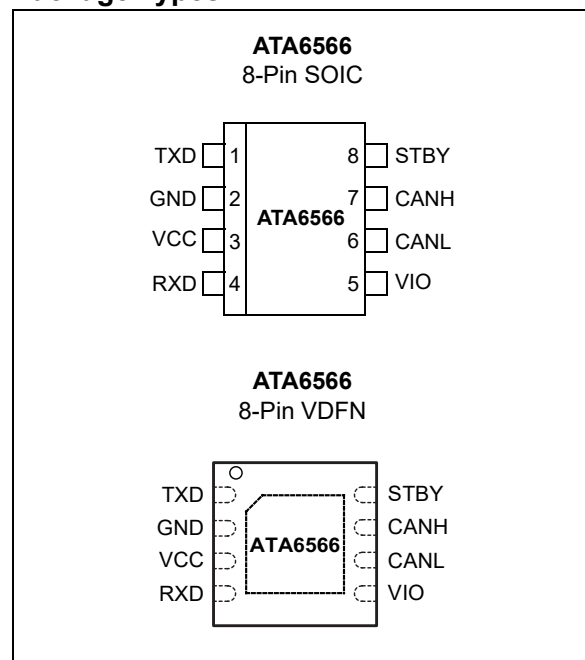 ATA6566
8-Pin SOIC
TXD 1 8 STBY
GND 2 7 CANH
ATA6566
VCC 3 6 CANL
RXD 4 5 VIO
ATA6566
8-Pin VDFN
TXD STBY
GND CANH
ATA6566
VCC CANL
RXD VIO